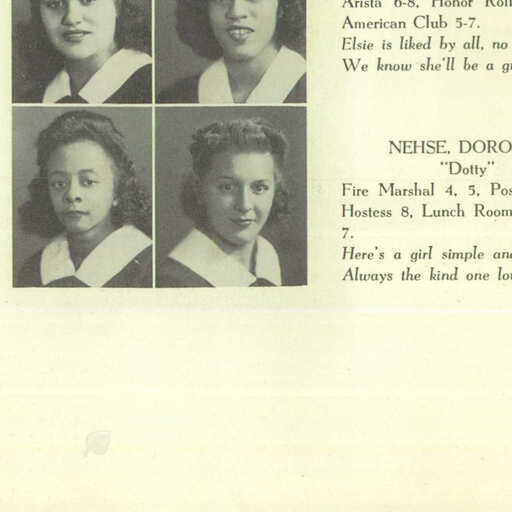 Arista 6-8, Honor Roll
American Club 5-7.
Elsie is liked by all, no
We know she'll be a
NEHSE, DORO
"Dotty"
Fire Marshal 4, 5, Pos
Hostess 8, Lunch Room
7.
Here's a girl simple and
Always the kind one